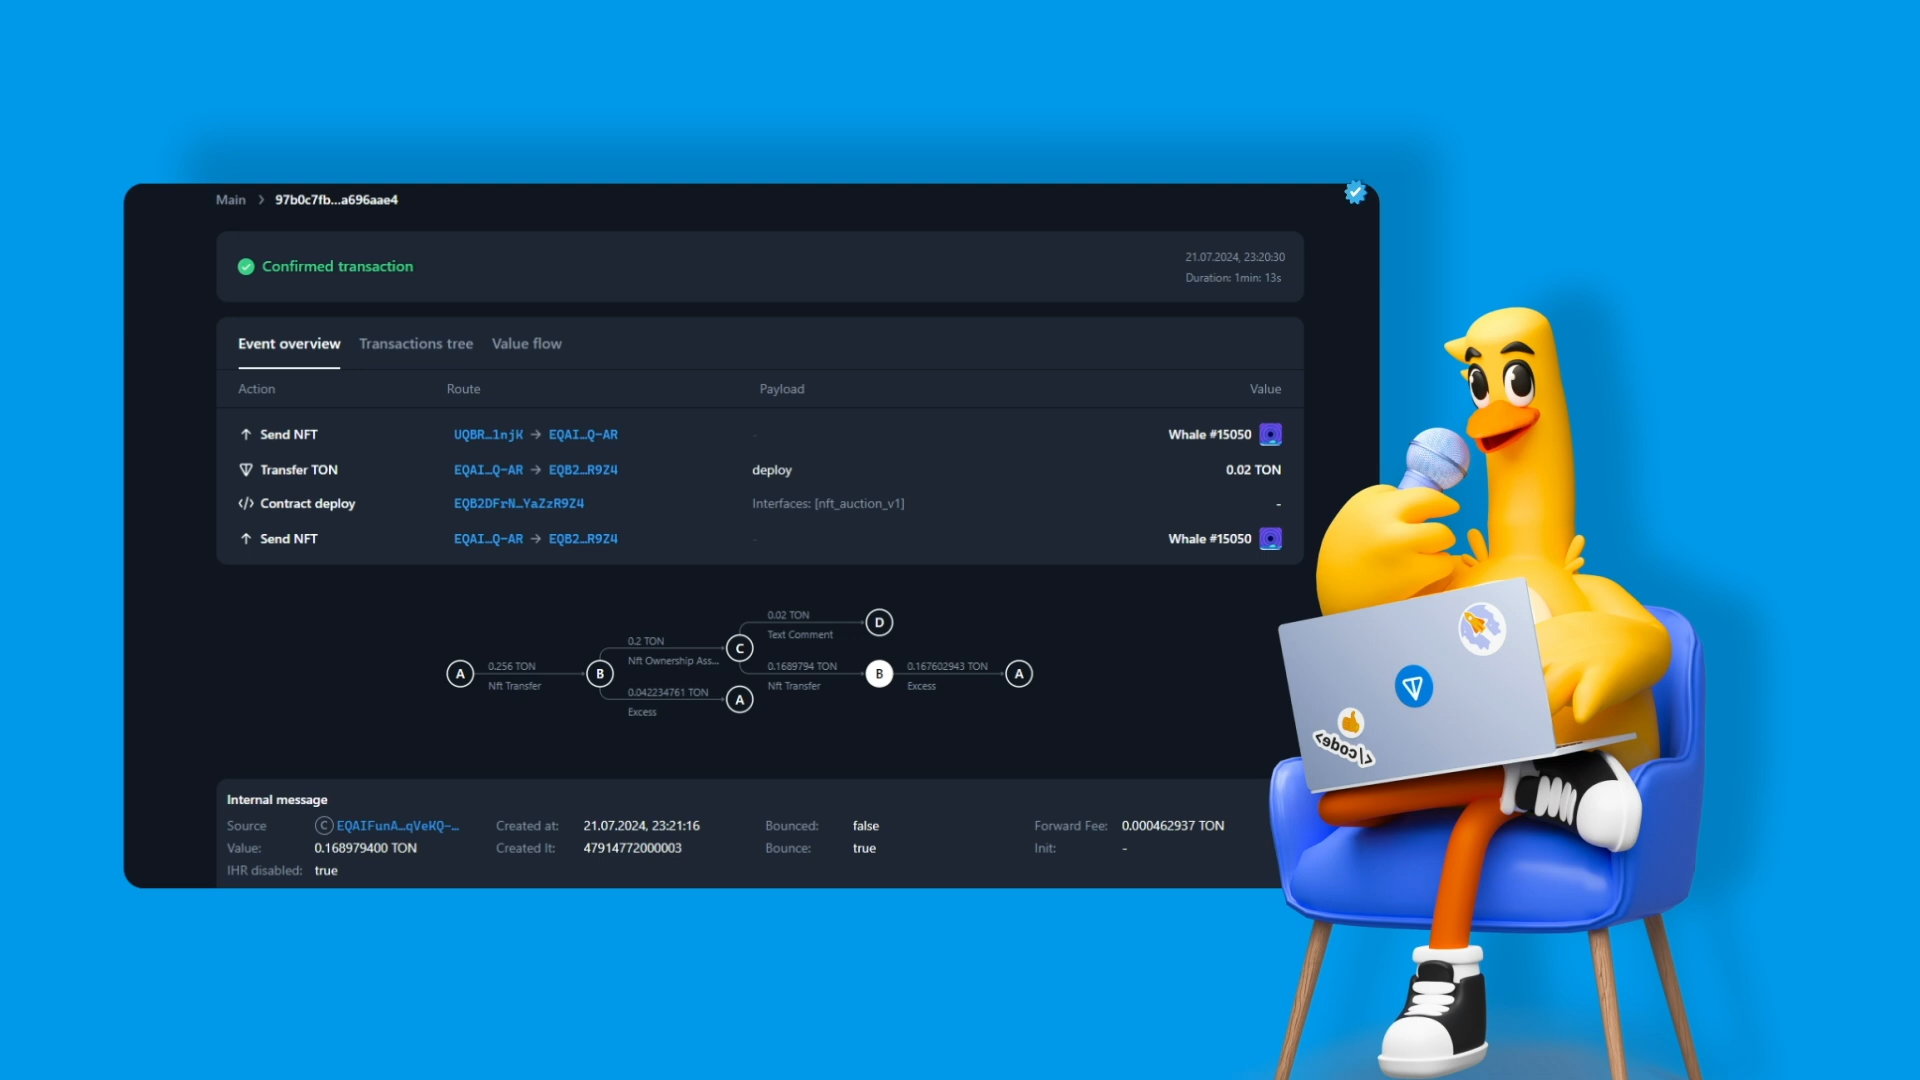 Main > 97b0c7fb...a696aae4
Confirmed transaction
21.07.2024, 23:20:30
Duration: 1min: 13s
Event overview Transactions tree Value flow
Action Route Payload Value
Send NFT UQBR…1njK → EQAI…Q-AR - Whale #15050
Transfer TON EQAI…Q-AR → EQB2…R9Z4 deploy 0.02 TON
</> Contract deploy EQB2DFrN…YaZzR9Z4 Interfaces: [nft_auction_v1] -
Send NFT EQAI…Q-AR → EQB2…R9Z4 - Whale #15050
0.02 TON
D
Text Comment
0.2 TON
C
Nft Ownership Ass...
0.1689794 TON
Nft Transfer
A
0.256 TON
Nft Transfer
B
B
0.167602943 TON
Excess
A
0.042234761 TON
Excess
A
Internal message
Source C EQAIFunA…qVeKQ-… Created at: 21.07.2024, 23:21:16 Bounced: false Forward Fee: 0.000462937 TON
Value: 0.168979400 TON Created lt: 47914772000003 Bounce: true Init: -
IHR disabled: true
</code>